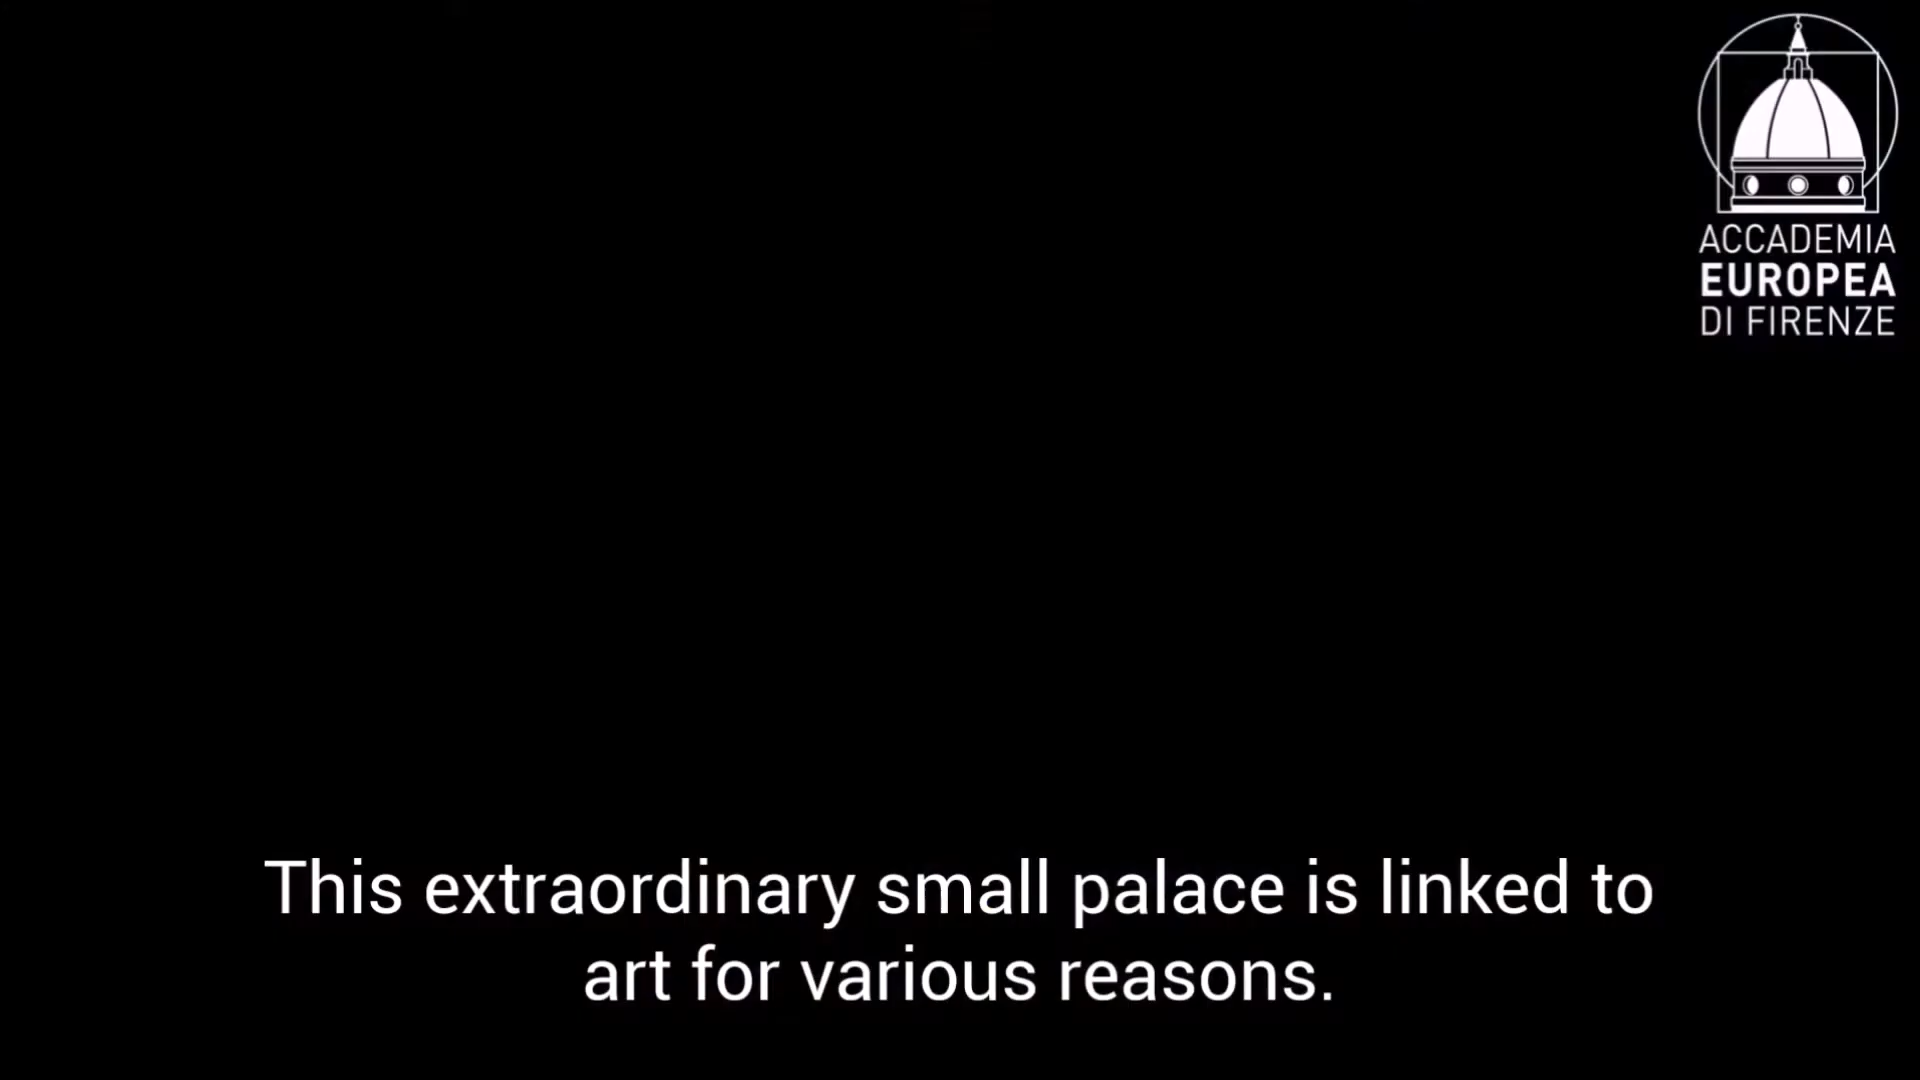 ACCADEMIA
EUROPEA
DI FIRENZE
This extraordinary small palace is linked to
art for various reasons.